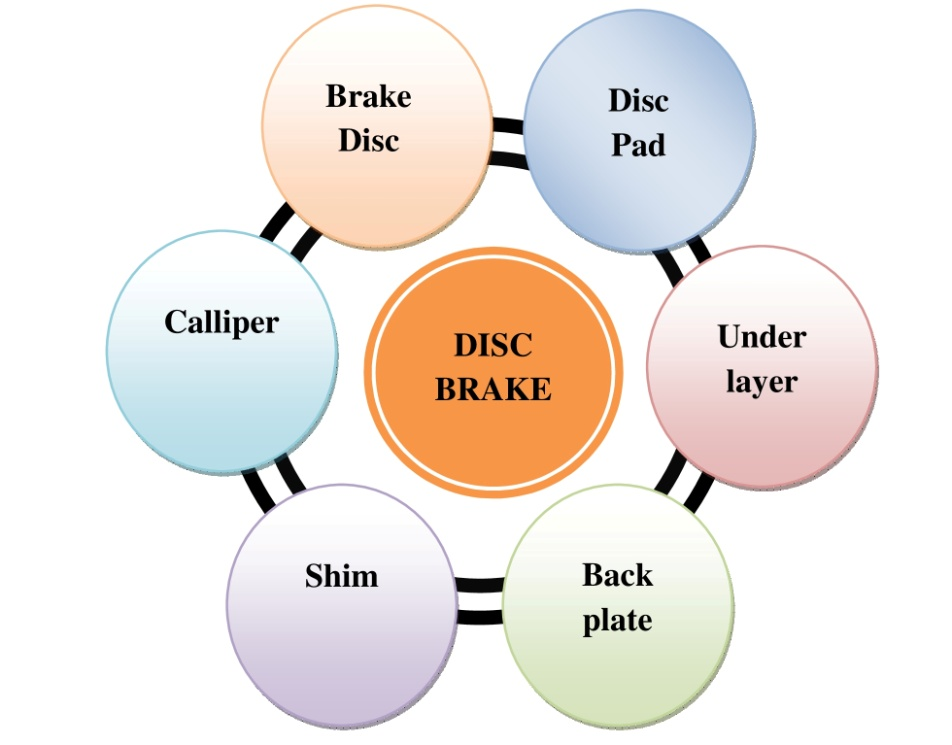 Brake
Disc
Disc
Pad
Calliper
DISC
BRAKE
Under
layer
Shim
Back
plate